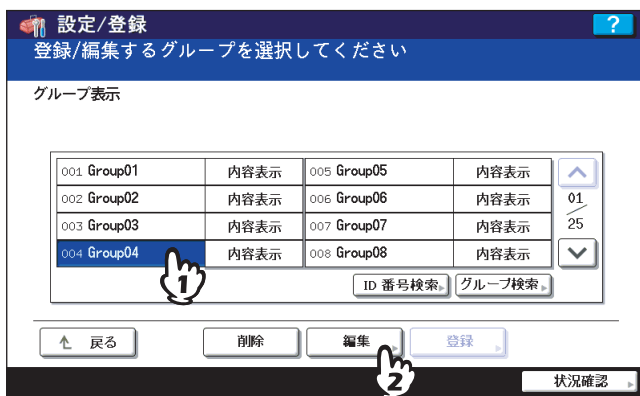 設定/登録 ?
登録/編集するグループを選択してください
グループ表示
001 Group01 内容表示 005 Group05 内容表示
002 Group02 内容表示 006 Group06 内容表示 01
003 Group03 内容表示 007 Group07 内容表示 25
004 Group04 内容表示 008 Group08 内容表示
1
ID 番号検索 グループ検索
戻る 削除 編集 登録
2
状況確認